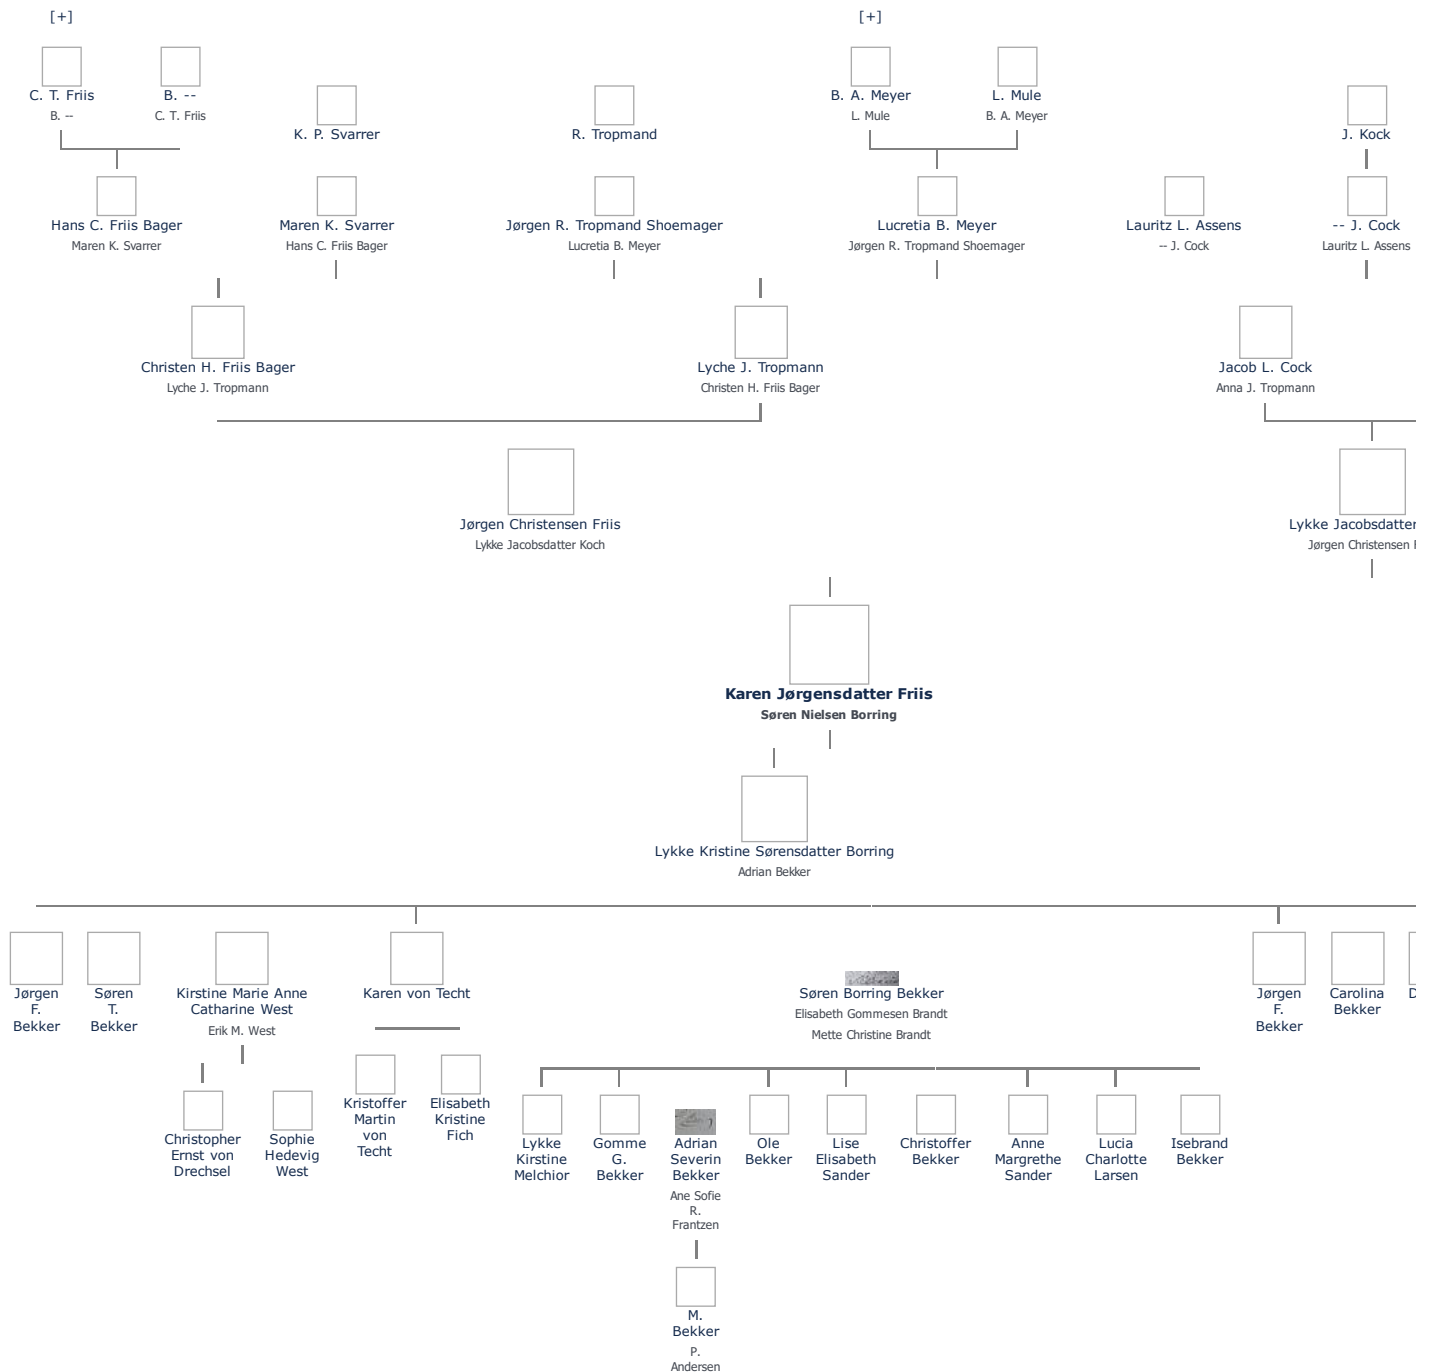 [+]
[+]
C. T. Friis
B. --
B. --
C. T. Friis
B. A. Meyer
L. Mule
L. Mule
B. A. Meyer
K. P. Svarrer
R. Tropmand
J. Kock
Hans C. Friis Bager
Maren K. Svarrer
Maren K. Svarrer
Hans C. Friis Bager
Jørgen R. Tropmand Shoemager
Lucretia B. Meyer
Lucretia B. Meyer
Jørgen R. Tropmand Shoemager
Lauritz L. Assens
-- J. Cock
-- J. Cock
Lauritz L. Assens
Christen H. Friis Bager
Lyche J. Tropmann
Lyche J. Tropmann
Christen H. Friis Bager
Jacob L. Cock
Anna J. Tropmann
Jørgen Christensen Friis
Lykke Jacobsdatter Koch
Lykke Jacobsdatter
Jørgen Christensen
Karen Jørgensdatter Friis
Søren Nielsen Borring
Lykke Kristine Sørensdatter Borring
Adrian Bekker
Jørgen
F.
Bekker
Søren
T.
Bekker
Kirstine Marie Anne
Catharine West
Erik M. West
Karen von Techt
Søren Borring Bekker
Elisabeth Gommesen Brandt
Mette Christine Brandt
Jørgen
F.
Bekker
Carolina
Bekker
D
Christopher
Ernst von
Drechsel
Sophie
Hedevig
West
Kristoffer
Martin
von
Techt
Elisabeth
Kristine
Fich
Lykke
Kirstine
Melchior
Gomme
G.
Bekker
Adrian
Severin
Bekker
Ane Sofie
R.
Frantzen
Ole
Bekker
Lise
Elisabeth
Sander
Christoffer
Bekker
Anne
Margrethe
Sander
Lucia
Charlotte
Larsen
Isebrand
Bekker
M.
Bekker
P.
Andersen